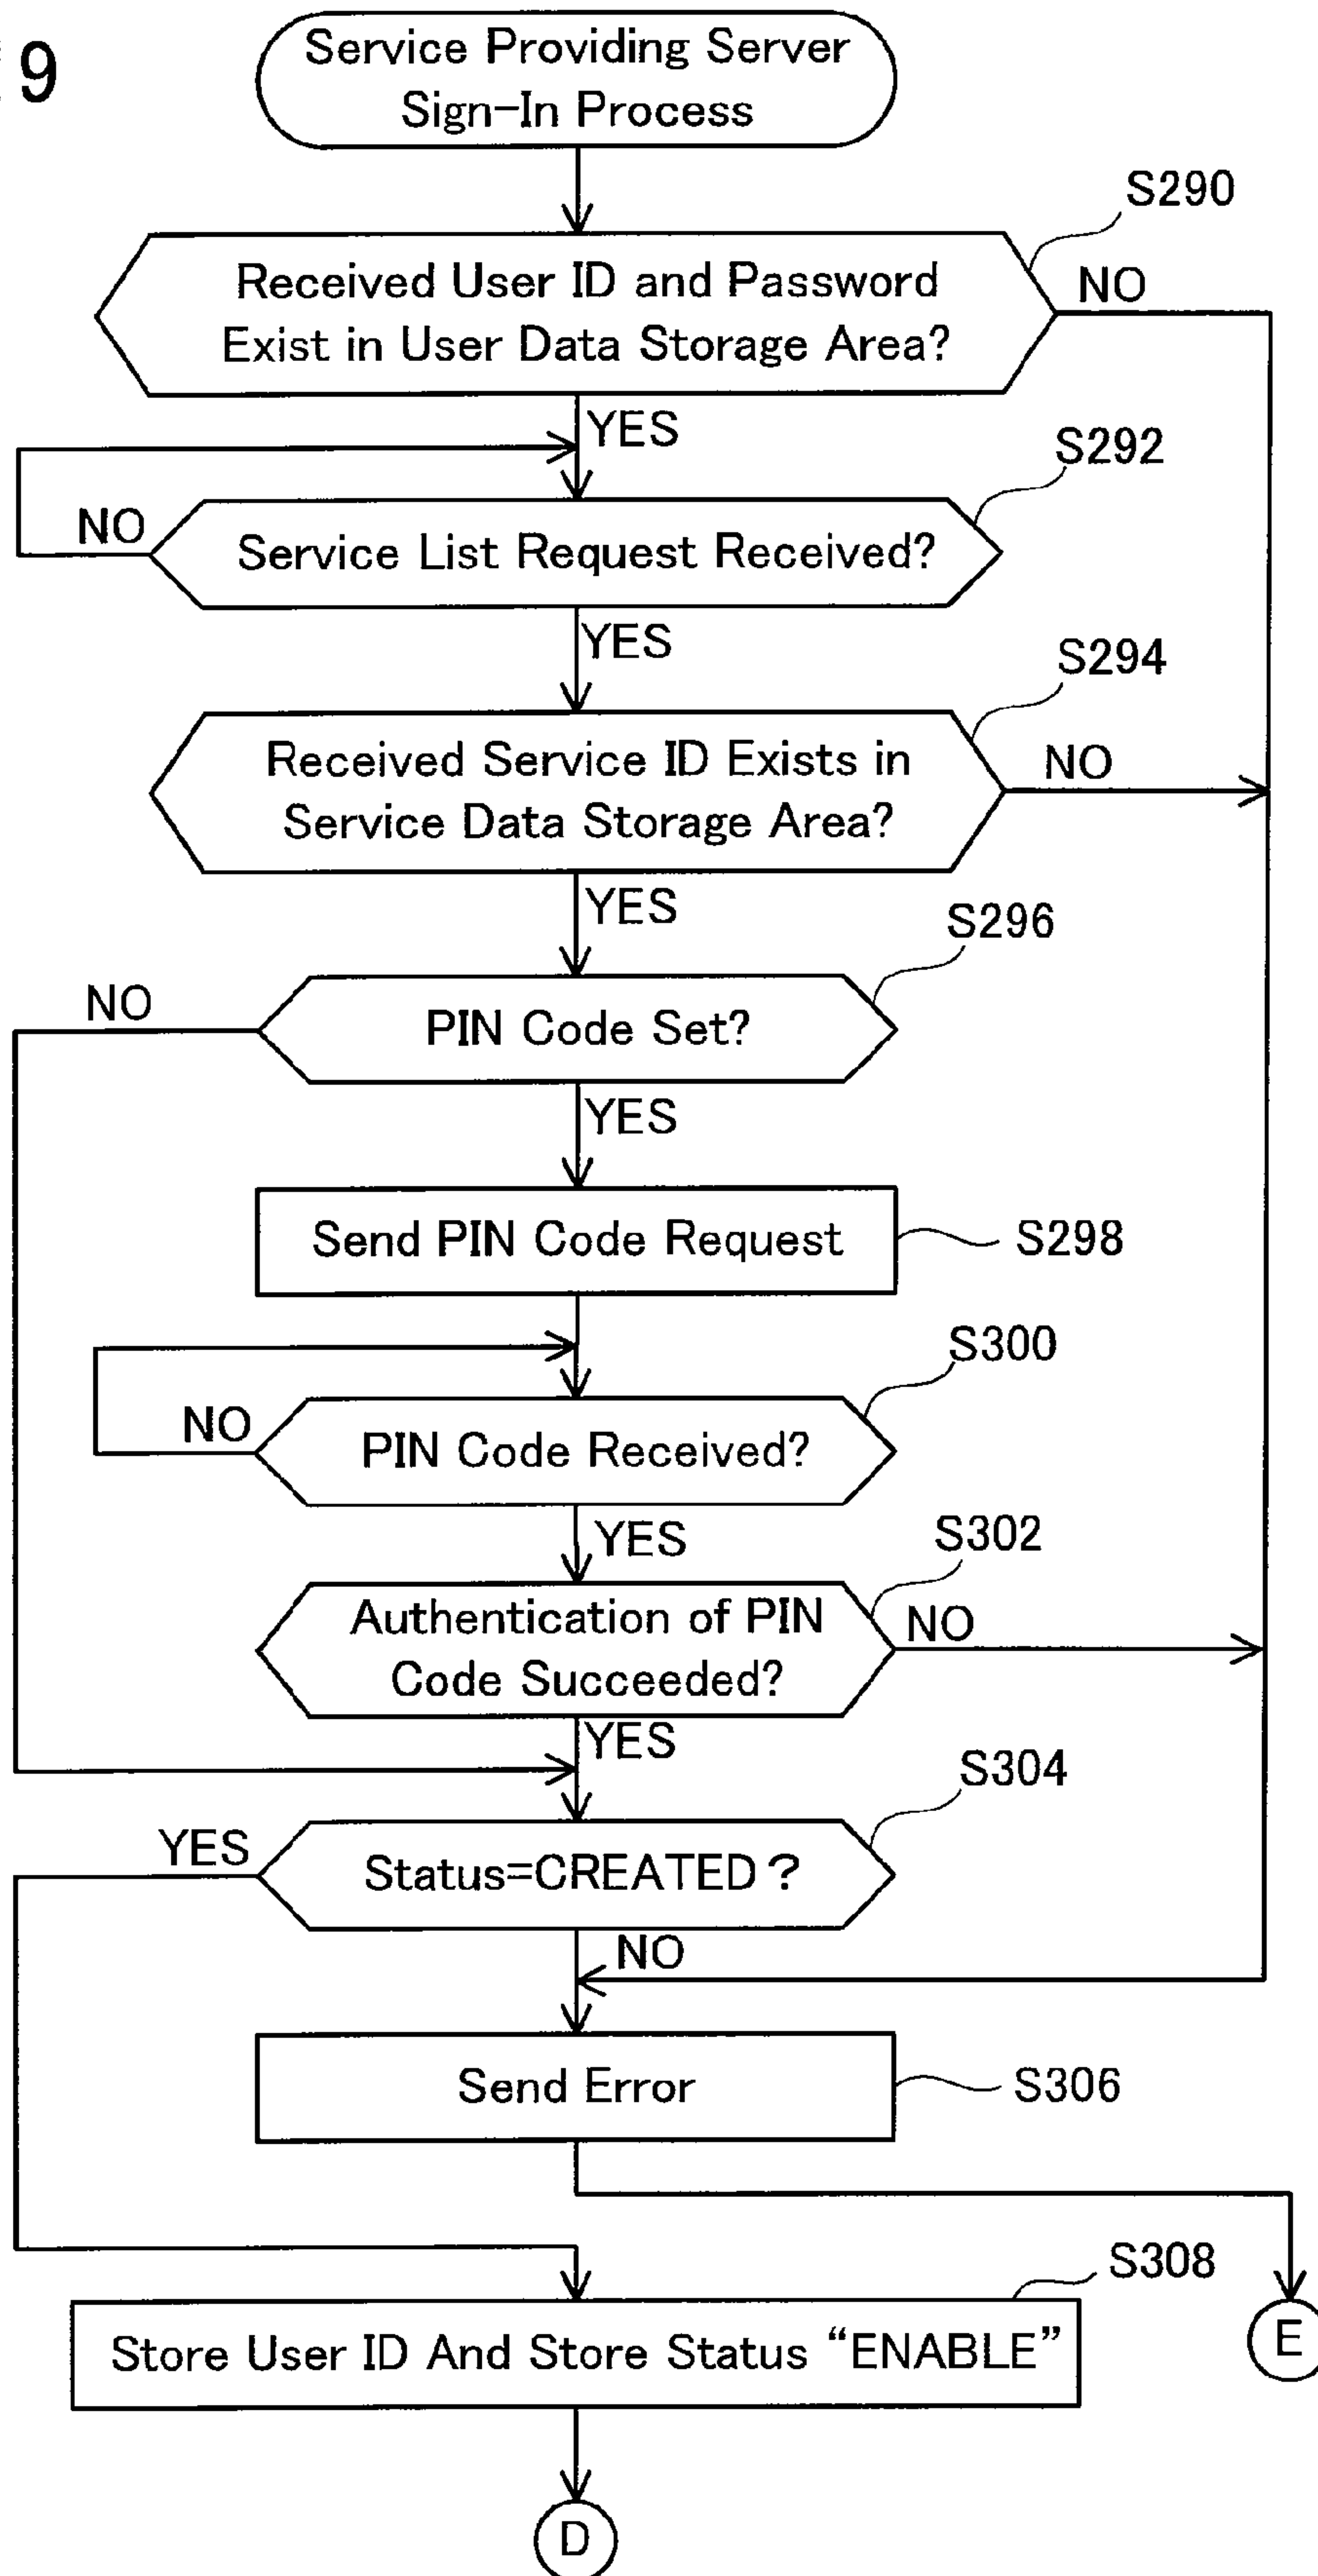 9
Service Providing Server
Sign-In Process
S290
Received User ID and Password
Exist in User Data Storage Area?
NO
YES
S292
NO
Service List Request Received?
YES
S294
Received Service ID Exists in
Service Data Storage Area?
NO
YES
S296
NO
PIN Code Set?
YES
Send PIN Code Request
S298
S300
NO
PIN Code Received?
YES
S302
Authentication of PIN
Code Succeeded?
NO
YES
S304
YES
Status=CREATED?
NO
Send Error
S306
S308
Store User ID And Store Status “ENABLE”
E
D